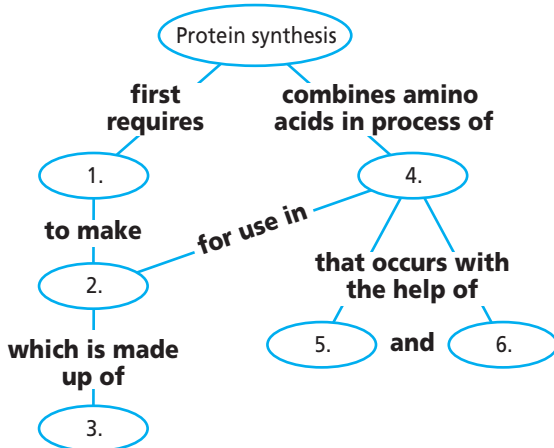 Protein synthesis
first
requires
combines amino
acids in process of
1.
4.
to make
for use in
2.
that occurs with
the help of
which is made
up of
5.
and
6.
3.